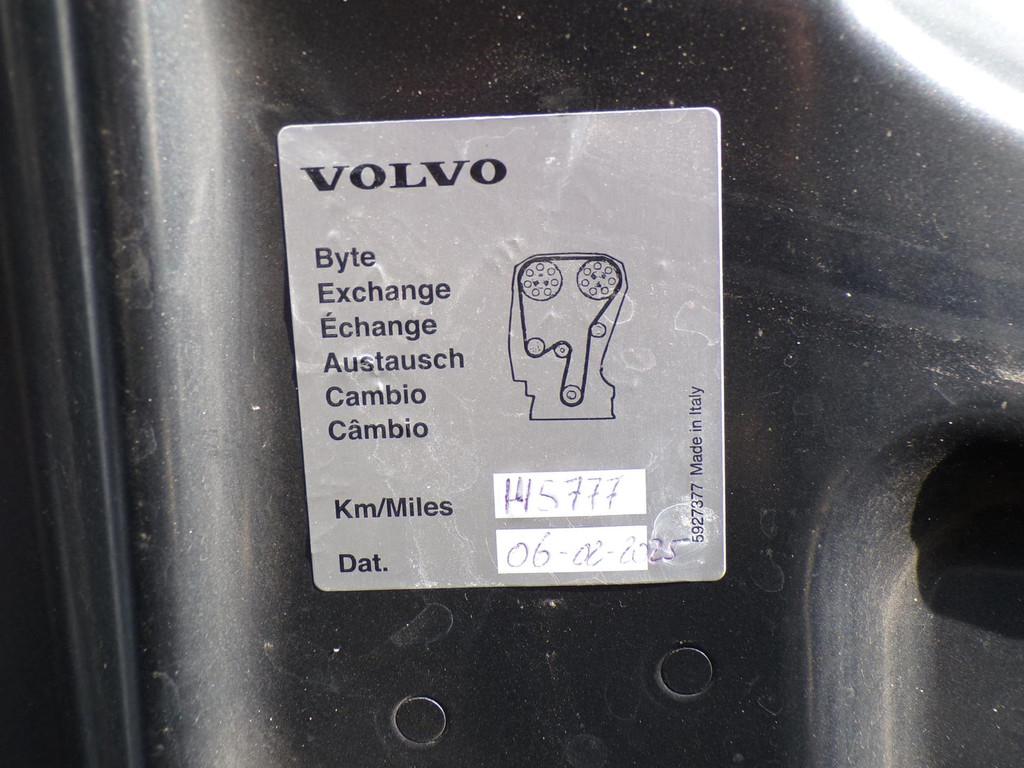 VOLVO
Byte
Exchange
Échange
Austausch
Cambio
Câmbio
Km/Miles 145777
Dat. 06-02-2025
5927377 Made in Italy